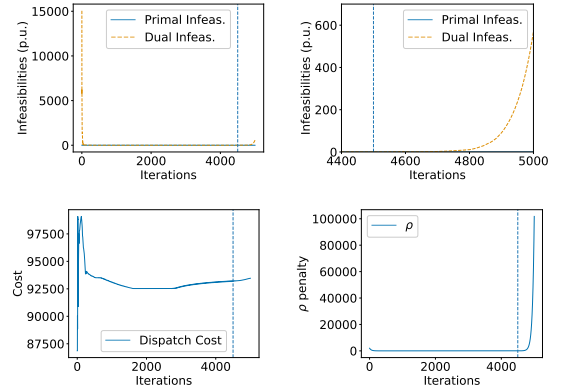 15000
10000
5000
0
Infeasibilities (p.u.)
Primal Infeas.
Dual Infeas.
0 2000 4000
Iterations
600
400
200
0
Infeasibilities (p.u.)
Primal Infeas.
Dual Infeas.
4400 4600 4800 5000
Iterations
97500
95000
92500
90000
87500
Cost
Dispatch Cost
0 2000 4000
Iterations
100000
80000
60000
40000
20000
0
ρ penalty
ρ
0 2000 4000
Iterations